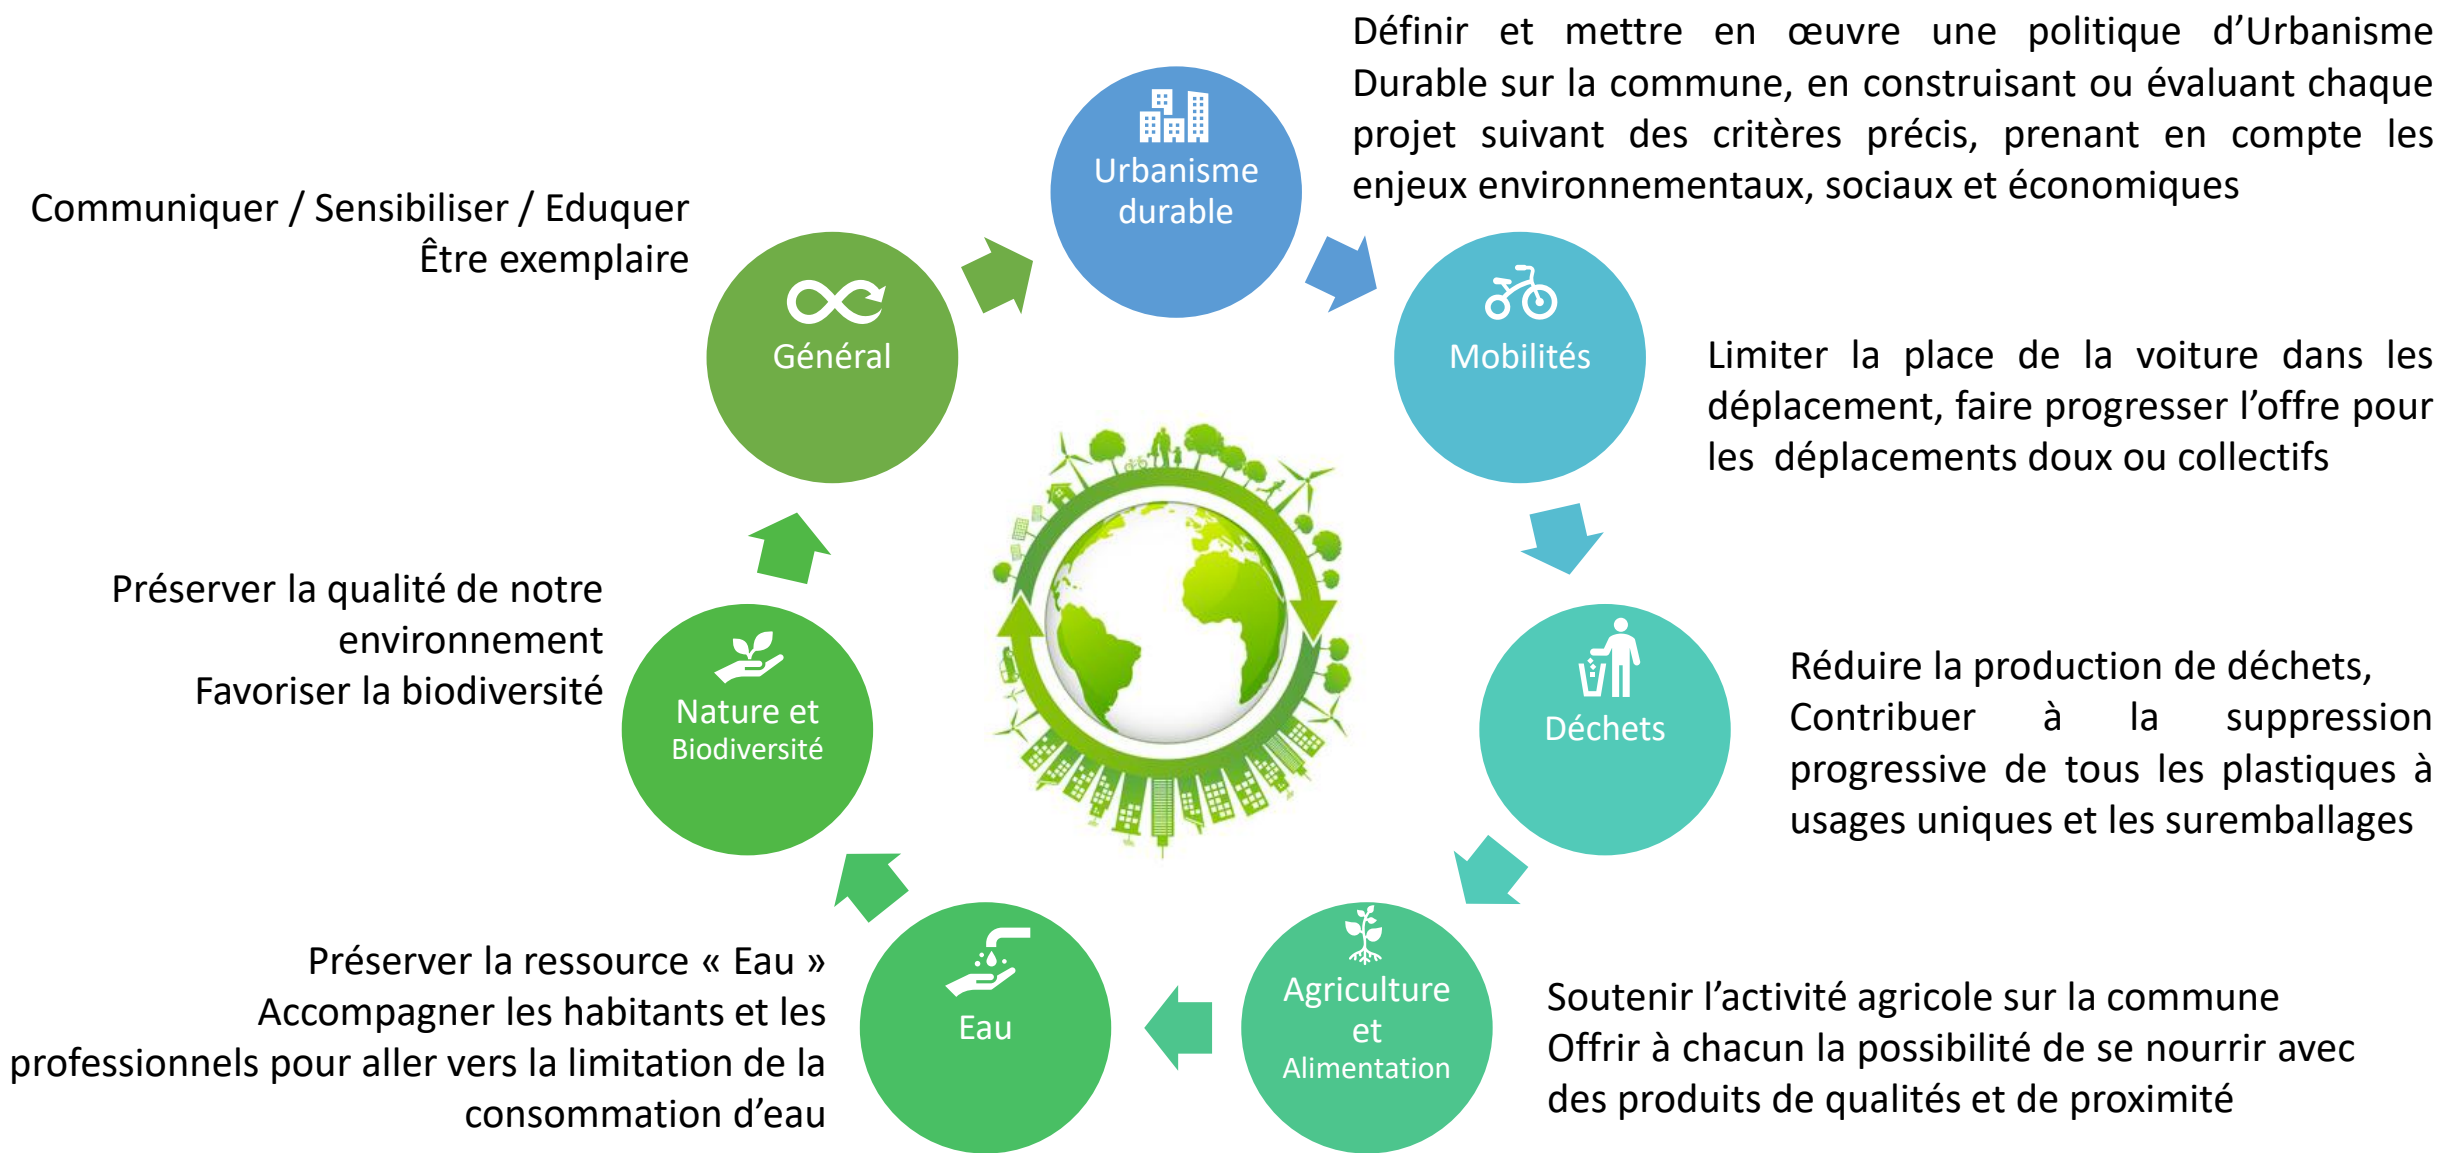 Définir et mettre en œuvre une politique d’Urbanisme
Durable sur la commune, en construisant ou évaluant chaque
projet suivant des critères précis, prenant en compte les
enjeux environnementaux, sociaux et économiques
Urbanisme
durable
Communiquer / Sensibiliser / Eduquer
Être exemplaire
Général
Mobilités
Limiter la place de la voiture dans les
déplacement, faire progresser l’offre pour
les déplacements doux ou collectifs
Préserver la qualité de notre
environnement
Favoriser la biodiversité
Nature et
Biodiversité
Déchets
Réduire la production de déchets,
Contribuer à la suppression
progressive de tous les plastiques à
usages uniques et les suremballages
Préserver la ressource « Eau »
Accompagner les habitants et les
professionnels pour aller vers la limitation de la
consommation d’eau
Eau
Agriculture
et
Alimentation
Soutenir l’activité agricole sur la commune
Offrir à chacun la possibilité de se nourrir avec
des produits de qualités et de proximité